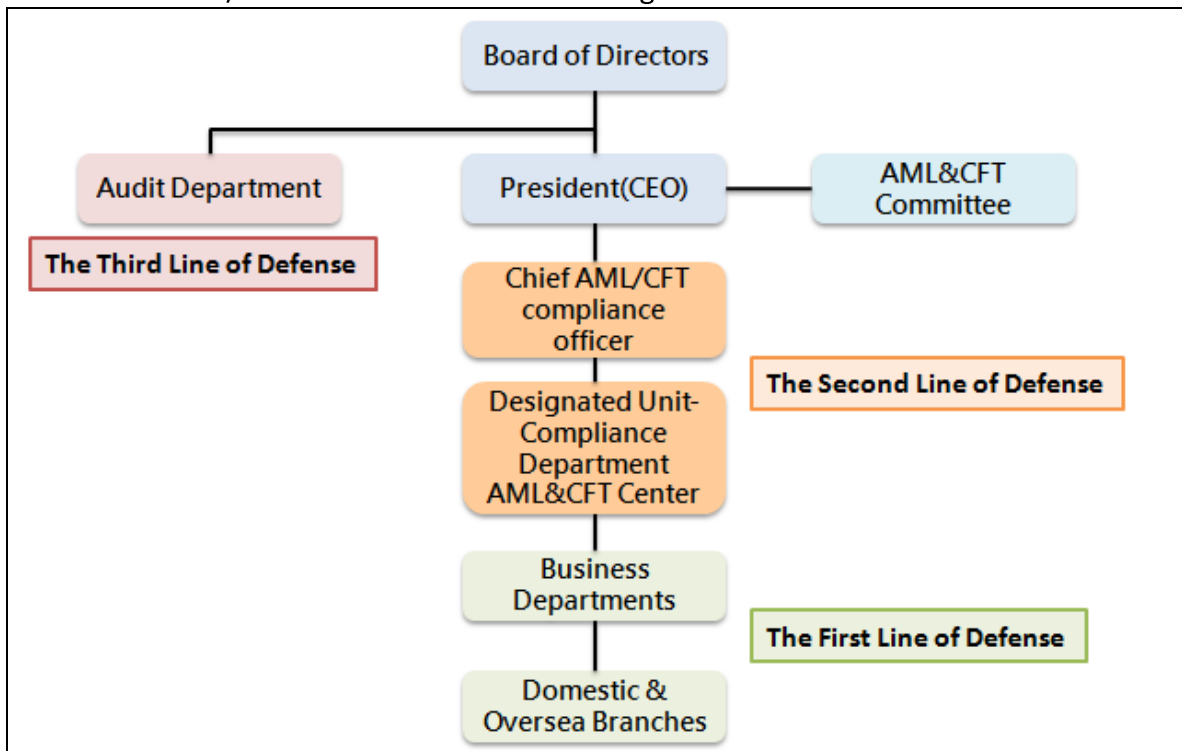 Board of Directors
Audit Department
President(CEO)
AML&CFT
Committee
The Third Line of Defense
Chief AML/CFT
compliance
officer
The Second Line of Defense
Designated Unit-
Compliance
Department
AML&CFT Center
Business
Departments
The First Line of Defense
Domestic &
Oversea Branches